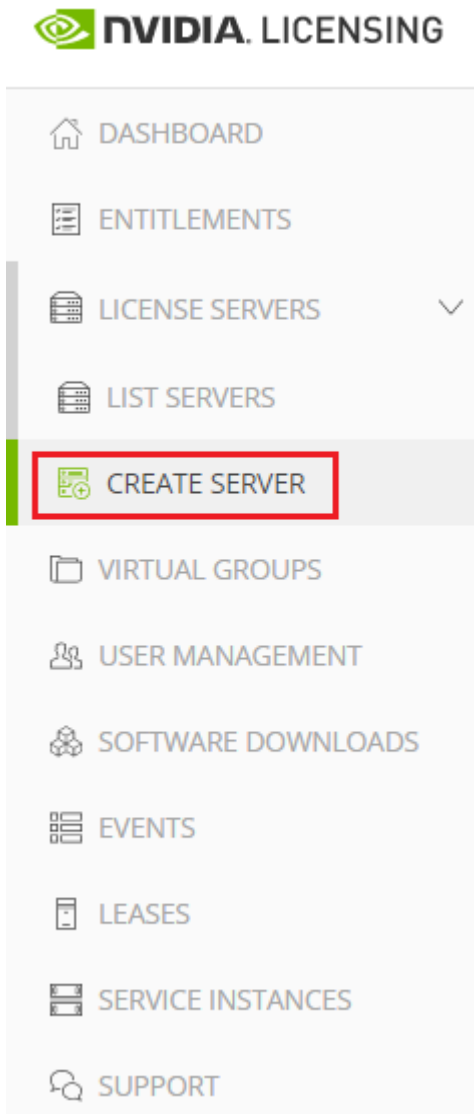 NVIDIA. LICENSING
DASHBOARD
ENTITLEMENTS
LICENSE SERVERS
LIST SERVERS
CREATE SERVER
VIRTUAL GROUPS
USER MANAGEMENT
SOFTWARE DOWNLOADS
EVENTS
LEASES
SERVICE INSTANCES
SUPPORT